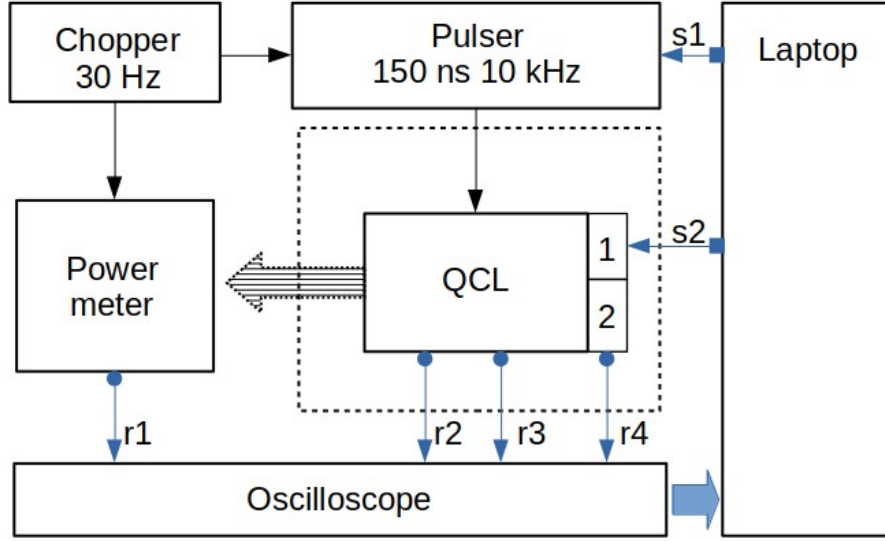 Chopper
30 Hz
Pulser
150 ns 10 kHz
s1
Laptop
Power
meter
QCL
1
2
s2
r1
r2
r3
r4
Oscilloscope